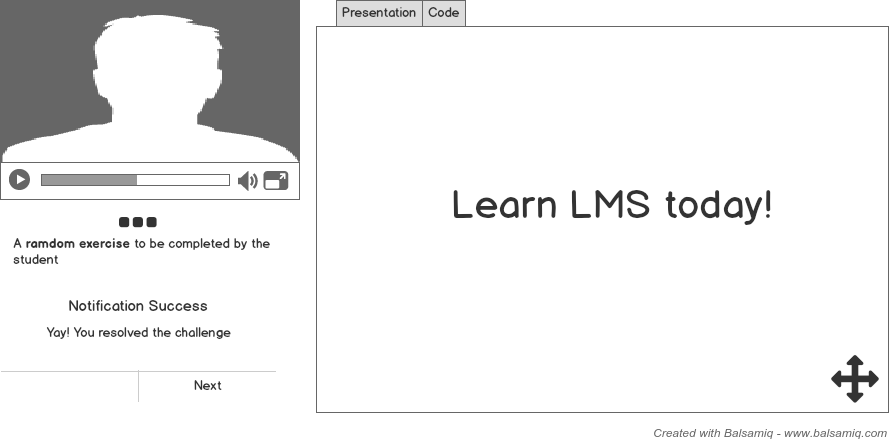 Presentation
Code
Learn LMS today!
A ramdom exercise to be completed by the
student
Notification Success
Yay! You resolved the challenge
Next
Created with Balsamiq - www.balsamiq.com